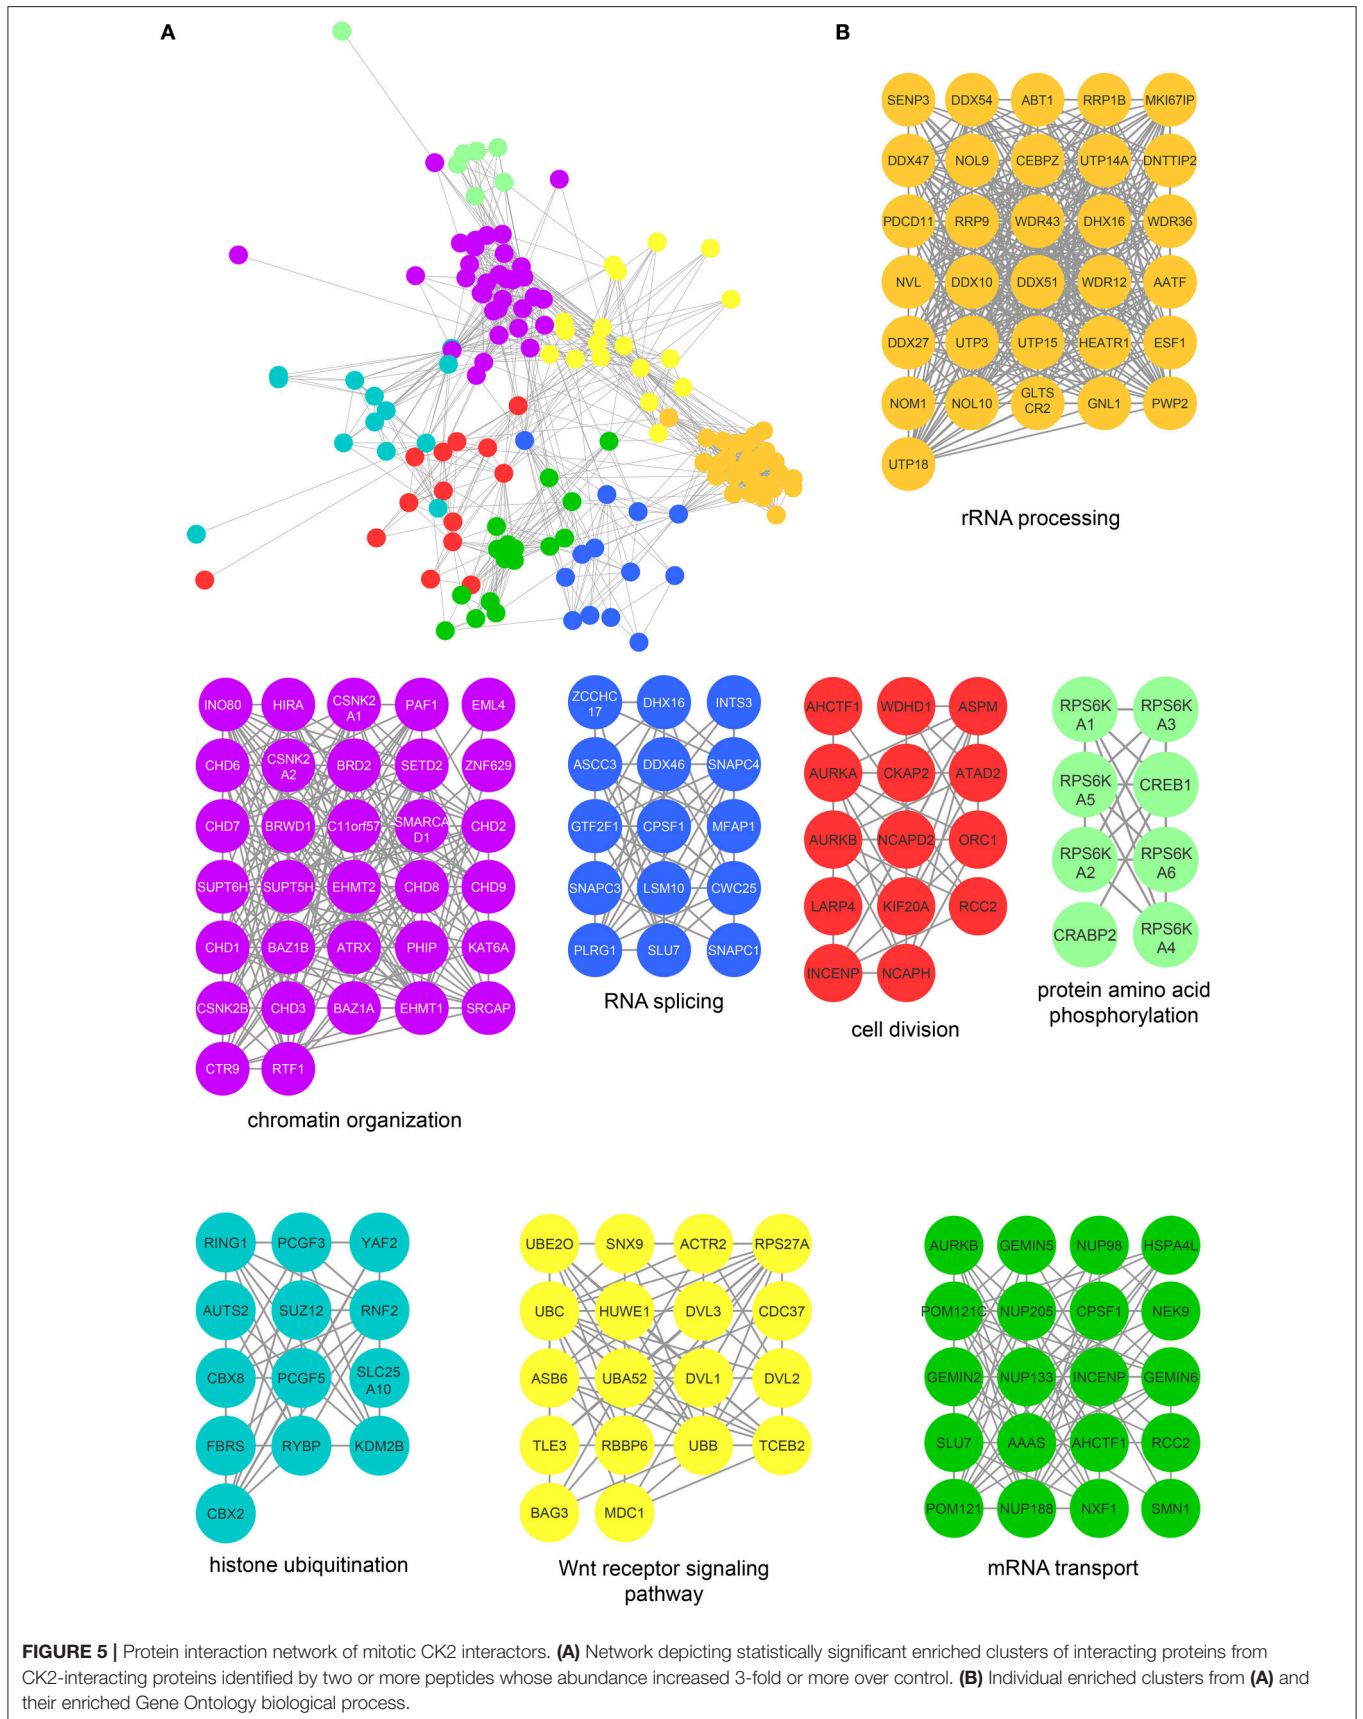 A
B
SENP3 DDX54 ABT1 RRP1B MKI67IP
DDX47 NOL9 CEBPZ UTP14A DNTTIP2
PDCD11 RRP9 WDR43 DHX16 WDR36
NVL DDX10 DDX51 WDR12 AATF
DDX27 UTP3 UTP15 HEATR1 ESF1
NOM1 NOL10 GLTS
CR2 GNL1 PWP2
UTP18
rRNA processing
INO80 HIRA CSNK2
A1 PAF1 EML4
CHD6 CSNK2
A2 BRD2 SETD2 ZNF629
CHD7 BRWD1 C11orf57 SMARCA
D1 CHD2
SUPT6H SUPT5H EHMT2 CHD8 CHD9
CHD1 BAZ1B ATRX PHIP KAT6A
CSNK2B CHD3 BAZ1A EHMT1 SRCAP
CTR9 RTF1
chromatin organization
ZCCHC
17 DHX16 INTS3
ASCC3 DDX46 SNAPC4
GTF2F1 CPSF1 MFAP1
SNAPC3 LSM10 CWC25
PLRG1 SLU7 SNAPC1
RNA splicing
AHCTF1 WDHD1 ASPM
AURKA CKAP2 ATAD2
AURKB NCAPD2 ORC1
LARP4 KIF20A RCC2
INCENP NCAPH
cell division
RPS6K
A1 RPS6K
A3
RPS6K
A5 CREB1
RPS6K
A2 RPS6K
A6
CRABP2 RPS6K
A4
protein amino acid
phosphorylation
RING1 PCGF3 YAF2
AUTS2 SUZ12 RNF2
CBX8 PCGF5 SLC25
A10
FBRS RYBP KDM2B
CBX2
histone ubiquitination
UBE2O SNX9 ACTR2 RPS27A
UBC HUWE1 DVL3 CDC37
ASB6 UBA52 DVL1 DVL2
TLE3 RBBP6 UBB TCEB2
BAG3 MDC1
Wnt receptor signaling
pathway
AURKB GEMIN5 NUP98 HSPA4L
POM121C NUP205 CPSF1 NEK9
GEMIN2 NUP133 INCENP GEMIN6
SLU7 AAAS AHCTF1 RCC2
POM121 NUP188 NXF1 SMN1
mRNA transport
FIGURE 5 | Protein interaction network of mitotic CK2 interactors. (A) Network depicting statistically significant enriched clusters of interacting proteins from
CK2-interacting proteins identified by two or more peptides whose abundance increased 3-fold or more over control. (B) Individual enriched clusters from (A) and
their enriched Gene Ontology biological process.